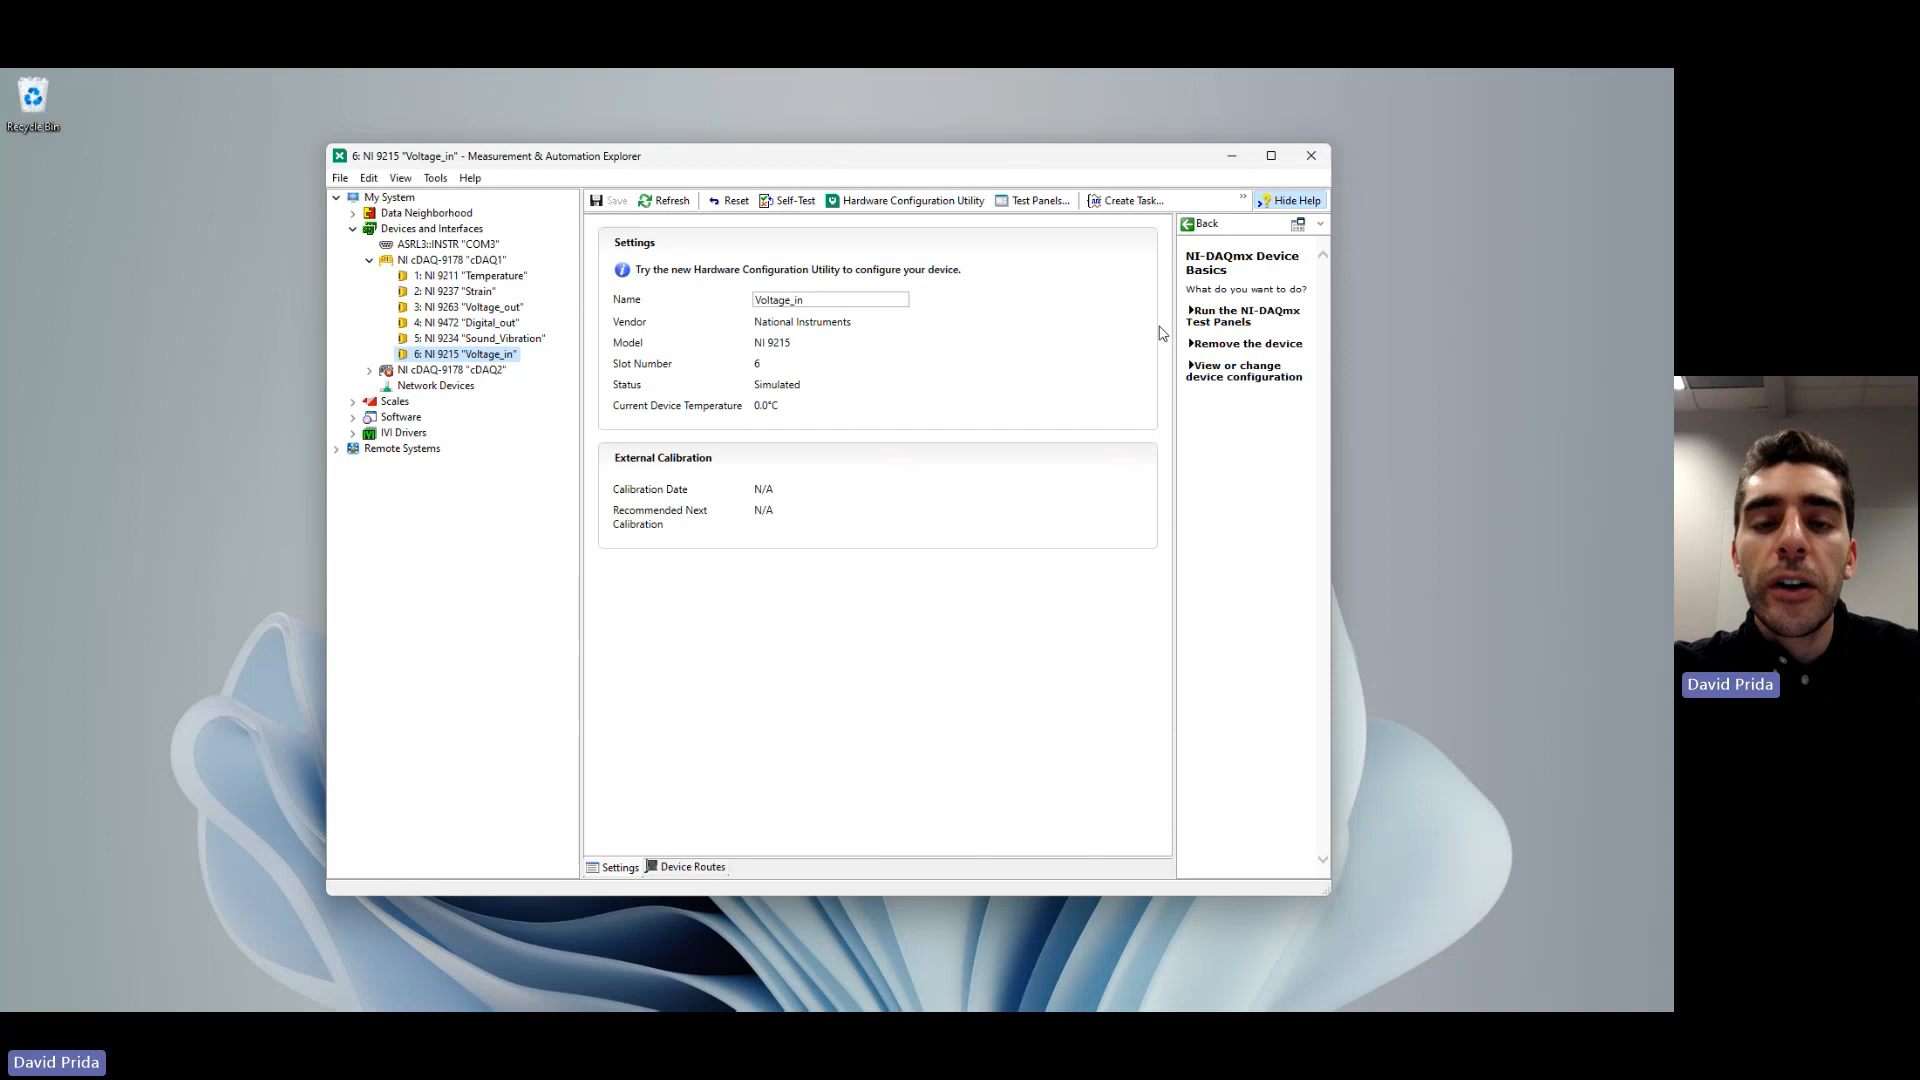 Recycle Bin
6: NI 9215 "Voltage_in" - Measurement & Automation Explorer
File Edit View Tools Help
My System
Data Neighborhood
Devices and Interfaces
ASRL3::INSTR "COM3"
NI cDAQ-9178 "cDAQ1"
1: NI 9211 "Temperature"
2: NI 9237 "Strain"
3: NI 9263 "Voltage_out"
4: NI 9472 "Digital_out"
5: NI 9234 "Sound_Vibration"
6: NI 9215 "Voltage_in"
NI cDAQ-9178 "cDAQ2"
Network Devices
Scales
Software
IVI Drivers
Remote Systems
Save Refresh Reset Self-Test Hardware Configuration Utility Test Panels... Create Task... » Hide Help
Settings
Try the new Hardware Configuration Utility to configure your device.
Name Voltage_in
Vendor National Instruments
Model NI 9215
Slot Number 6
Status Simulated
Current Device Temperature 0.0°C
External Calibration
Calibration Date N/A
Recommended Next N/A
Calibration
Settings Device Routes
Back
NI-DAQmx Device
Basics
What do you want to do?
Run the NI-DAQmx
Test Panels
Remove the device
View or change
device configuration
David Prida
David Prida